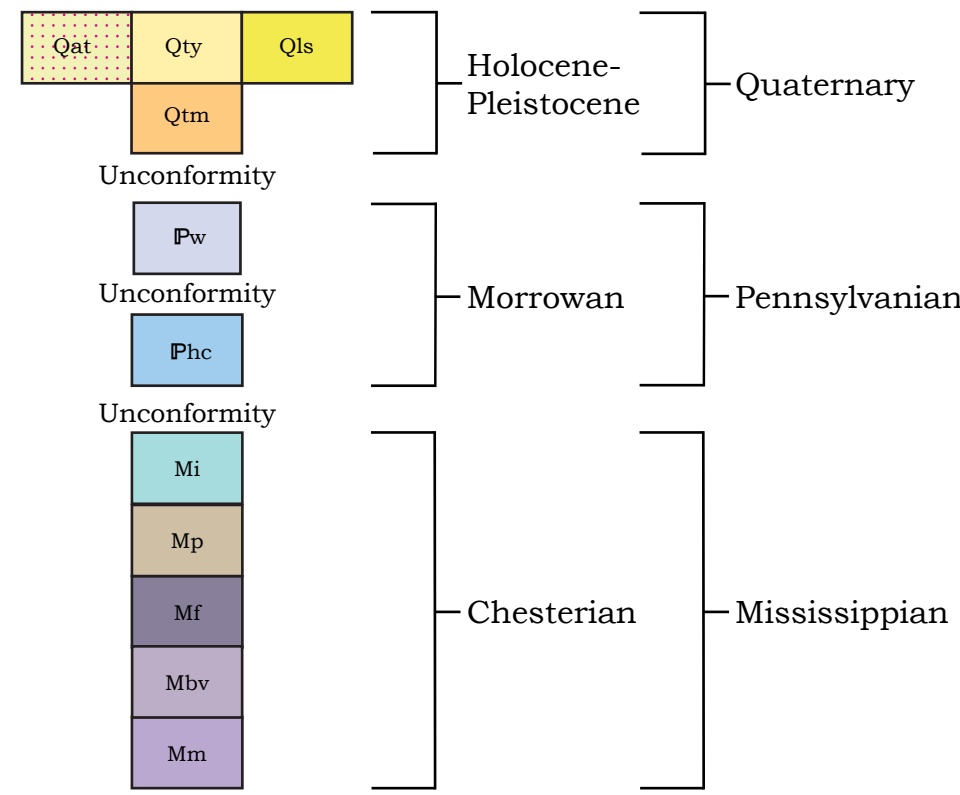 Qat Qty Qls
Qtm
Holocene-
Pleistocene
Quaternary
Unconformity
ℙw
Unconformity
ℙhc
Morrowan
Pennsylvanian
Unconformity
Mi
Mp
Mf
Mbv
Mm
Chesterian
Mississippian